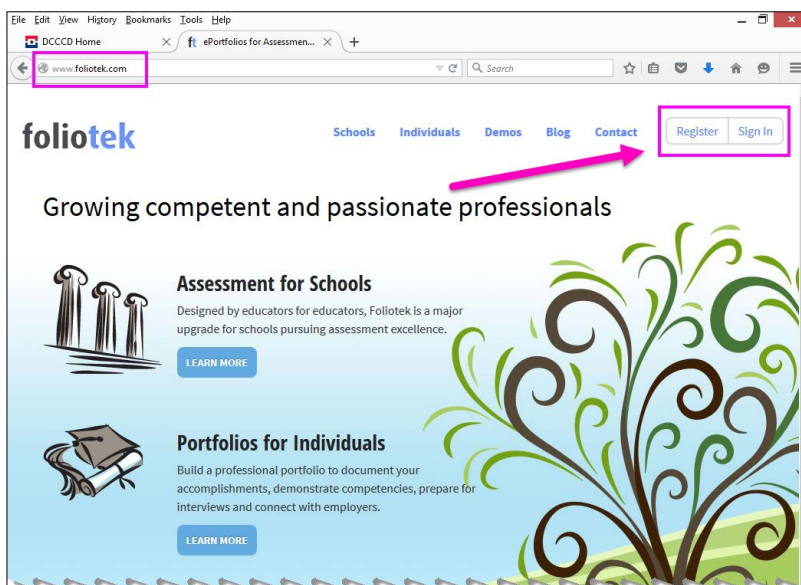 File Edit View History Bookmarks Tools Help
DCCCD Home
ft ePortfolios for Assessmen...
www.foliotek.com
Search
foliotek
Schools Individuals Demos Blog Contact Register Sign In
Growing competent and passionate professionals
Assessment for Schools
Designed by educators for educators, Foliotek is a major
upgrade for schools pursuing assessment excellence.
LEARN MORE
Portfolios for Individuals
Build a professional portfolio to document your
accomplishments, demonstrate competencies, prepare for
interviews and connect with employers.
LEARN MORE